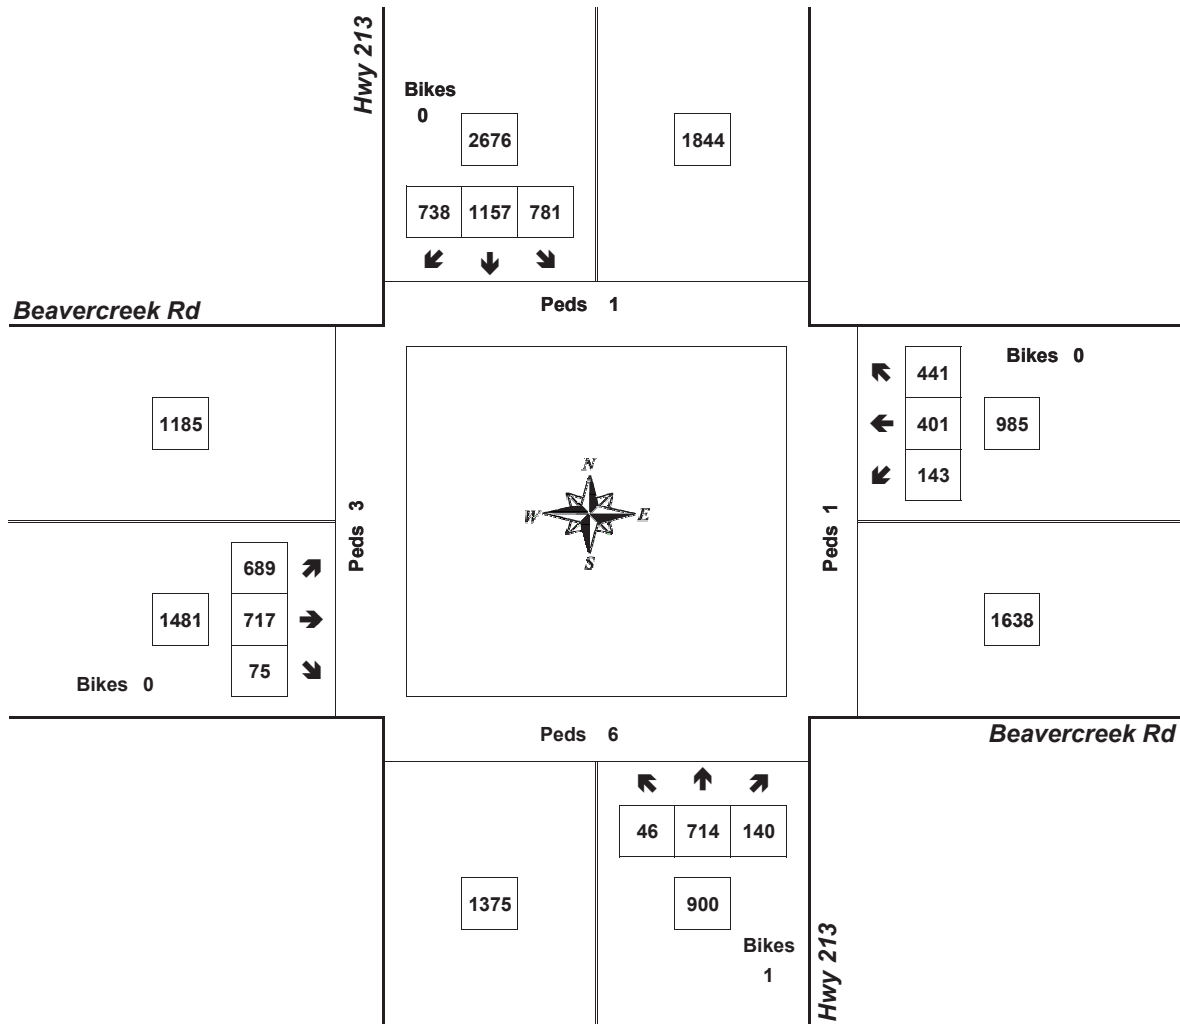 Hwy 213
Bikes
0
2676
1844
738 1157 781
Peds 1
Beavercreek Rd
Bikes 0
441
1185
401 985
143
N
W E
S
Peds 3
Peds 1
689
1481 717
75
1638
Bikes 0
Peds 6
Beavercreek Rd
46 714 140
1375
900
Bikes
1
Hwy 213